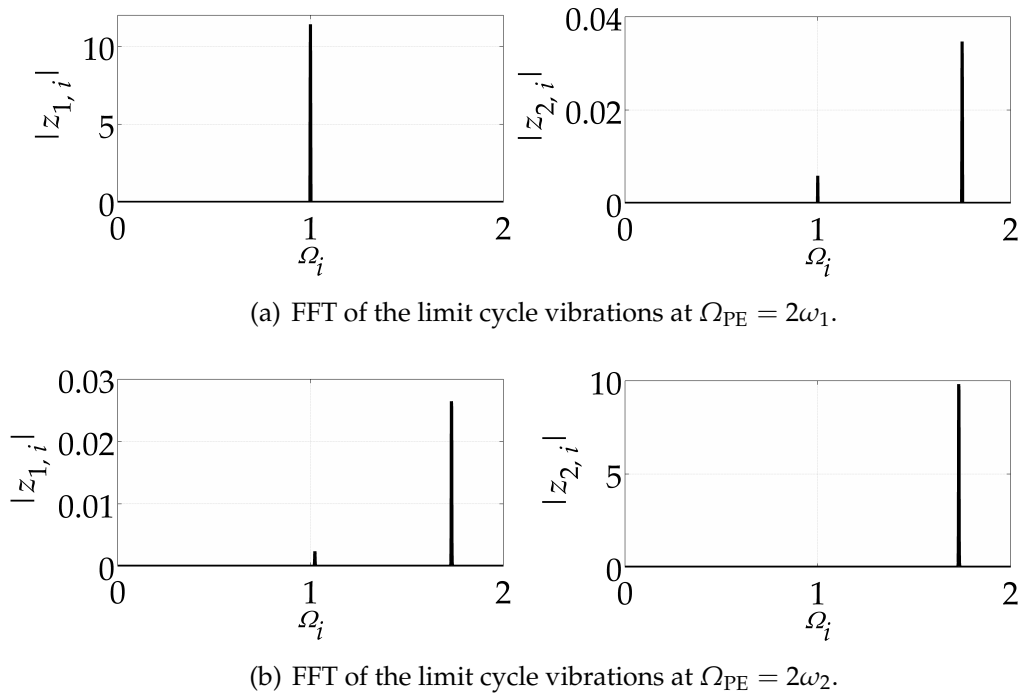 |z1, i|
10
5
0
0 1 2
Ωi
|z2, i|
0.04
0.02
0
0 1 2
Ωi
(a) FFT of the limit cycle vibrations at ΩPE = 2ω1.
|z1, i|
0.03
0.02
0.01
0
0 1 2
Ωi
|z2, i|
10
5
0
0 1 2
Ωi
(b) FFT of the limit cycle vibrations at ΩPE = 2ω2.